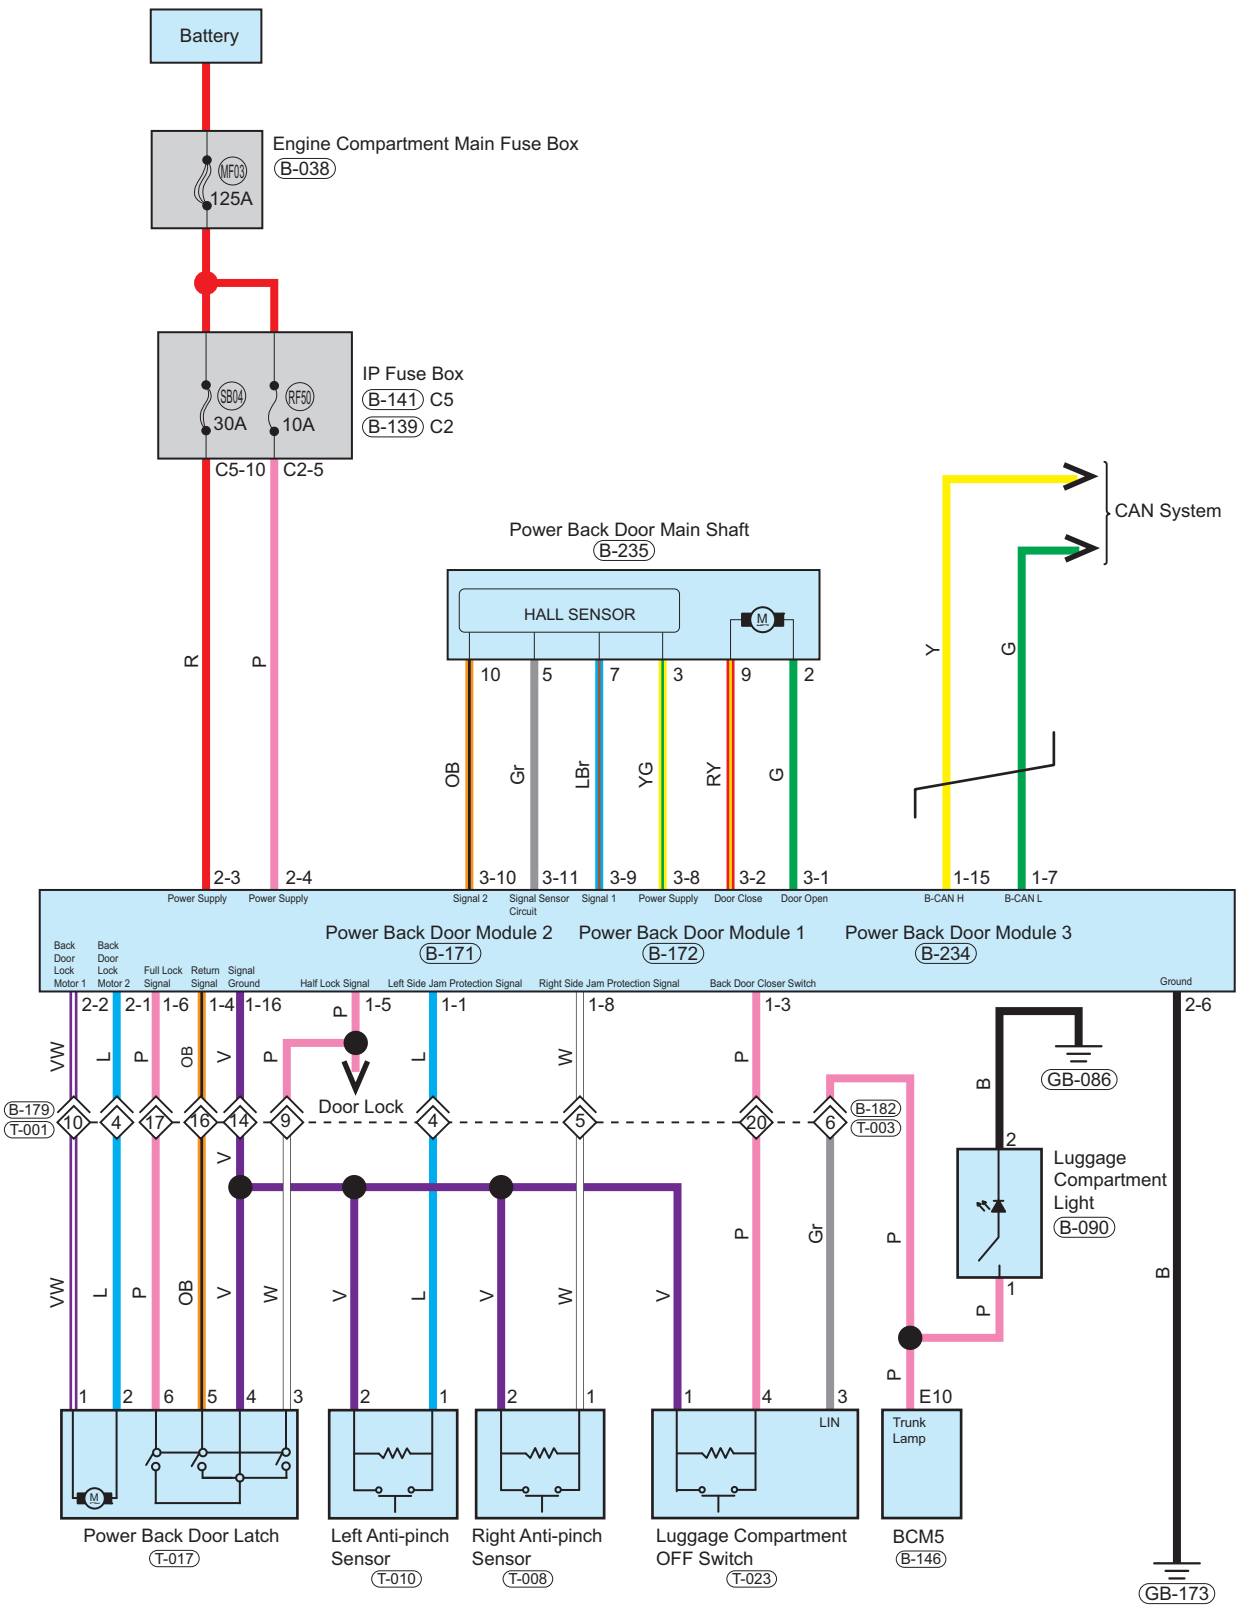 Battery
Engine Compartment Main Fuse Box
B-038
MF03
125A
IP Fuse Box
B-141 C5
B-139 C2
SB04
30A
RF50
10A
C5-10 C2-5
CAN System
Power Back Door Main Shaft
B-235
HALL SENSOR
M
10 5 7 3 9 2
R P
Y G
OB Gr LBr YG RY G
2-3 2-4 3-10 3-11 3-9 3-8 3-2 3-1 1-15 1-7
Power Supply Power Supply Signal 2 Signal Sensor Circuit Signal 1 Power Supply Door Close Door Open B-CAN H B-CAN L
Power Back Door Module 2 Power Back Door Module 1 Power Back Door Module 3
B-171 B-172 B-234
Back Door Lock Motor 1
Back Door Lock Motor 2
Full Lock Signal
Return Signal
Signal Ground
Half Lock Signal
Left Side Jam Protection Signal
Right Side Jam Protection Signal
Back Door Closer Switch
Ground
2-2 2-1 1-6 1-4 1-16 1-5 1-1 1-8 1-3 2-6
VW L P OB V P P L W P B
Door Lock
GB-086
B-179
T-001
10 4 17 16 14 9 4 5 20 6
B-182
T-003
V
2
Luggage
Compartment
Light
B-090
1
VW L P OB V W V L V W V P Gr P P B
P
1 2 6 5 4 3 2 1 2 1 1 4 3 E10
LIN
Trunk
Lamp
M
Power Back Door Latch
T-017
Left Anti-pinch
Sensor
T-010
Right Anti-pinch
Sensor
T-008
Luggage Compartment
OFF Switch
T-023
BCM5
B-146
GB-173